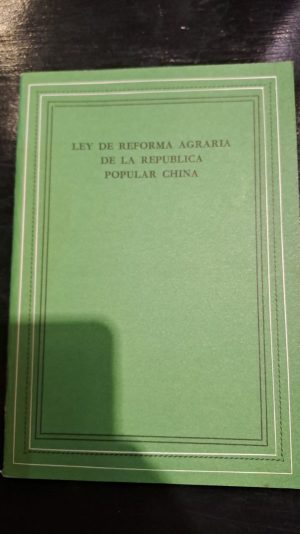 LEY DE REFORMA AGRARIA
DE LA REPUBLICA
POPULAR CHINA